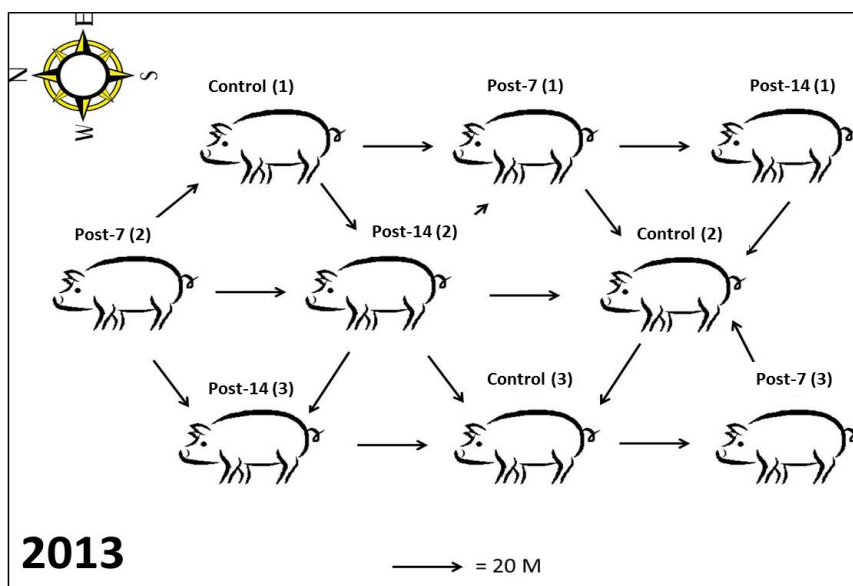 E
N
S
W
Control (1)
Post-7 (1)
Post-14 (1)
Post-7 (2)
Post-14 (2)
Control (2)
Post-14 (3)
Control (3)
Post-7 (3)
2013
= 20 M